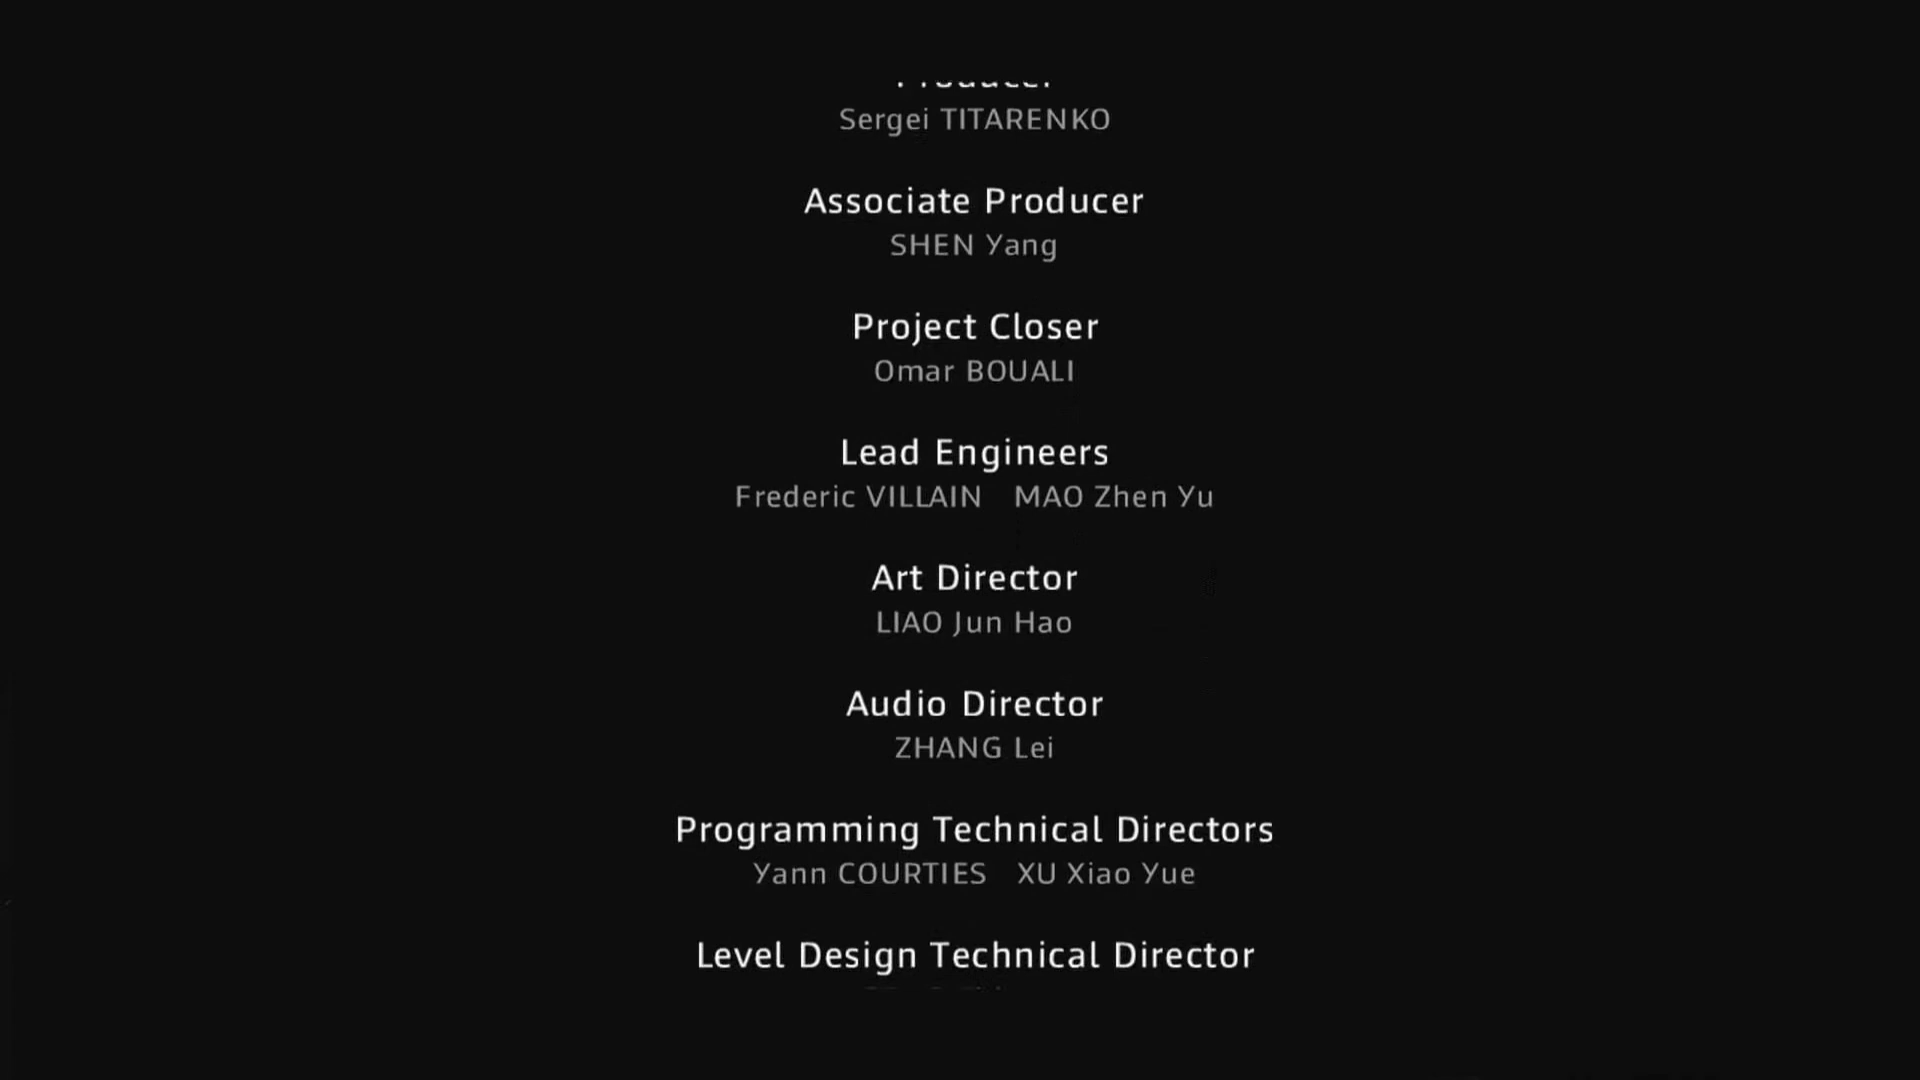 Producer
Sergei TITARENKO
Associate Producer
SHEN Yang
Project Closer
Omar BOUALI
Lead Engineers
Frederic VILLAIN MAO Zhen Yu
Art Director
LIAO Jun Hao
Audio Director
ZHANG Lei
Programming Technical Directors
Yann COURTIES XU Xiao Yue
Level Design Technical Director